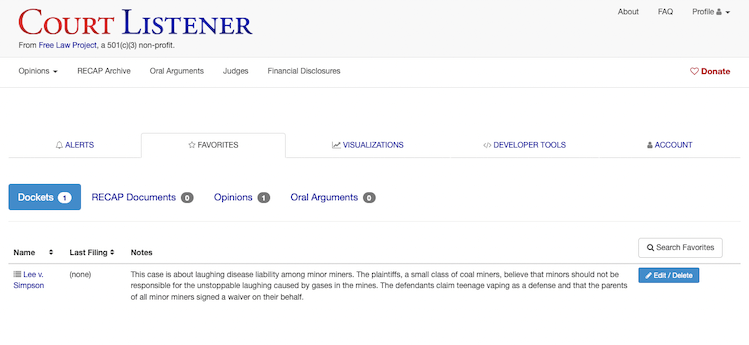 COURT LISTENER
From Free Law Project, a 501(c)(3) non-profit.
About FAQ Profile
Opinions RECAP Archive Oral Arguments Judges Financial Disclosures Donate
ALERTS FAVORITES VISUALIZATIONS DEVELOPER TOOLS ACCOUNT
Dockets 1 RECAP Documents 0 Opinions 1 Oral Arguments 0
Search Favorites
Name Last Filing Notes
Lee v.
Simpson
(none)
This case is about laughing disease liability among minor miners. The plaintiffs, a small class of coal miners, believe that minors should not be
responsible for the unstoppable laughing caused by gases in the mines. The defendants claim teenage vaping as a defense and that the parents
of all minor miners signed a waiver on their behalf.
Edit / Delete